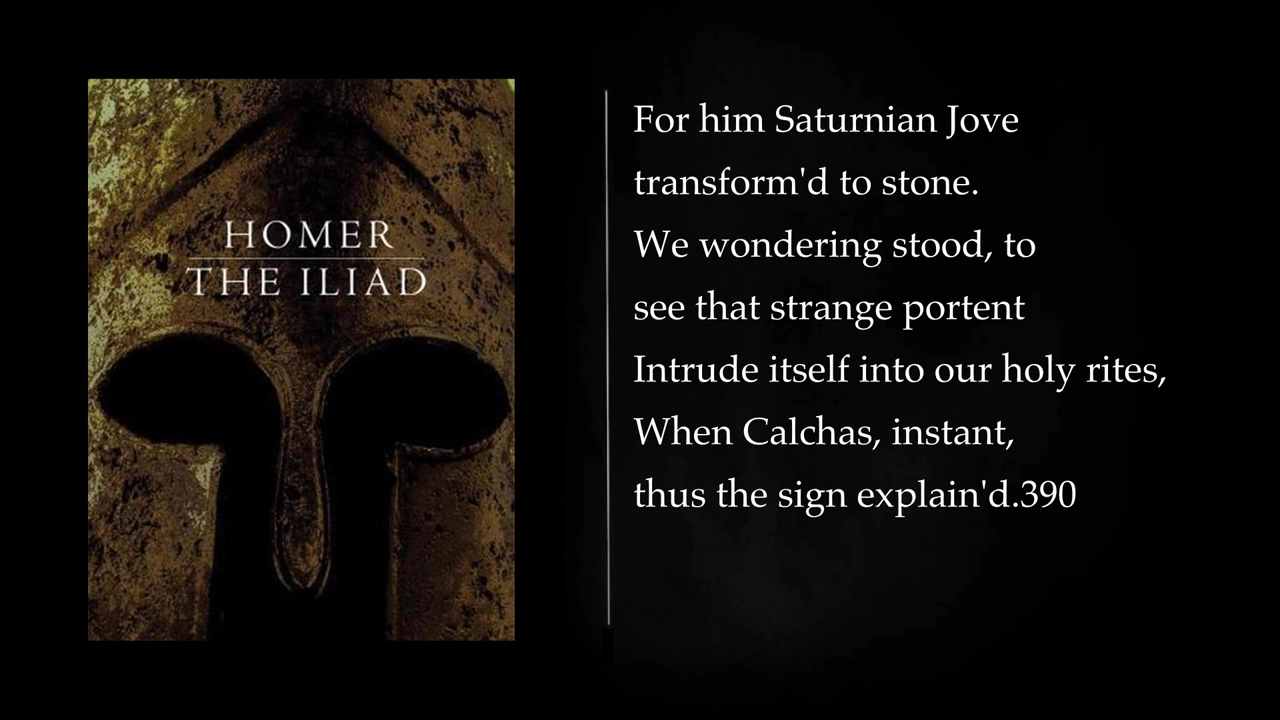 HOMER
THE ILIAD
For him Saturnian Jove
transform'd to stone.
We wondering stood, to
see that strange portent
Intrude itself into our holy rites,
When Calchas, instant,
thus the sign explain'd.390